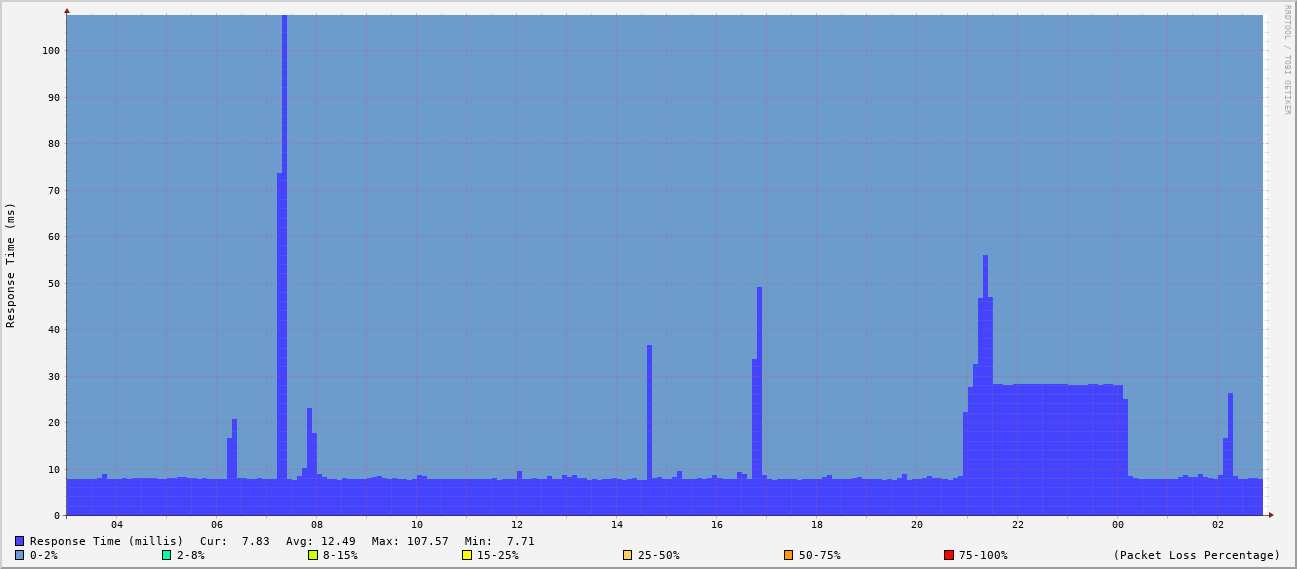 RRDTOOL / TOBI OETIKER
Response Time (ms)
100
90
80
70
60
50
40
30
20
10
0
04 06 08 10 12 14 16 18 20 22 00 02
Response Time (millis) Cur: 7.83 Avg: 12.49 Max: 107.57 Min: 7.71
0-2% 2-8% 8-15% 15-25% 25-50% 50-75% 75-100% (Packet Loss Percentage)